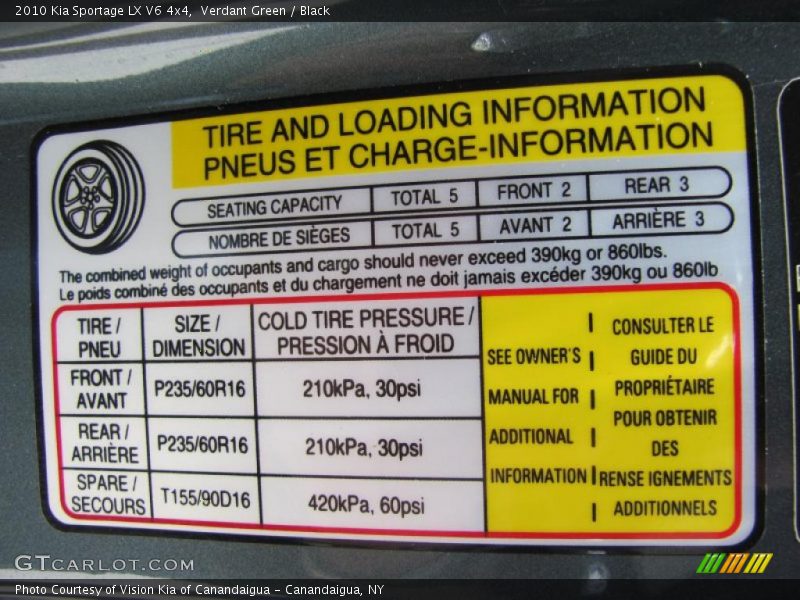 2010 Kia Sportage LX V6 4x4,  Verdant Green / Black
TIRE AND LOADING INFORMATION
PNEUS ET CHARGE-INFORMATION
SEATING CAPACITY TOTAL 5 FRONT 2 REAR 3
NOMBRE DE SIÈGES TOTAL 5 AVANT 2 ARRIÈRE 3
The combined weight of occupants and cargo should never exceed 390kg or 860lbs.
Le poids combiné des occupants et du chargement ne doit jamais excéder 390kg ou 860lb
TIRE /
PNEU
SIZE /
DIMENSION
COLD TIRE PRESSURE /
PRESSION À FROID
FRONT /
AVANT
P235/60R16
210kPa, 30psi
REAR /
ARRIÈRE
P235/60R16
210kPa, 30psi
SPARE /
SECOURS
T155/90D16
420kPa, 60psi
SEE OWNER'S
MANUAL FOR
ADDITIONAL
INFORMATION
CONSULTER LE
GUIDE DU
PROPRIÉTAIRE
POUR OBTENIR
DES
RENSE IGNEMENTS
ADDITIONNELS
GTCARLOT.COM
Photo Courtesy of Vision Kia of Canandaigua – Canandaigua, NY